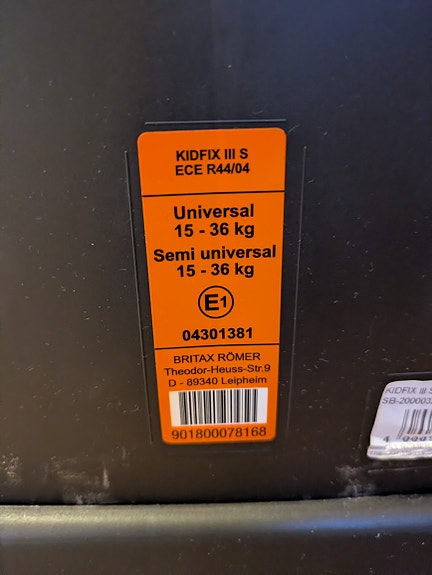 KIDFIX III S
ECE R44/04
Universal
15 - 36 kg
Semi universal
15 - 36 kg
E1
04301381
BRITAX RÖMER
Theodor-Heuss-Str.9
D - 89340 Leipheim
901800078168
KIDFIX III S